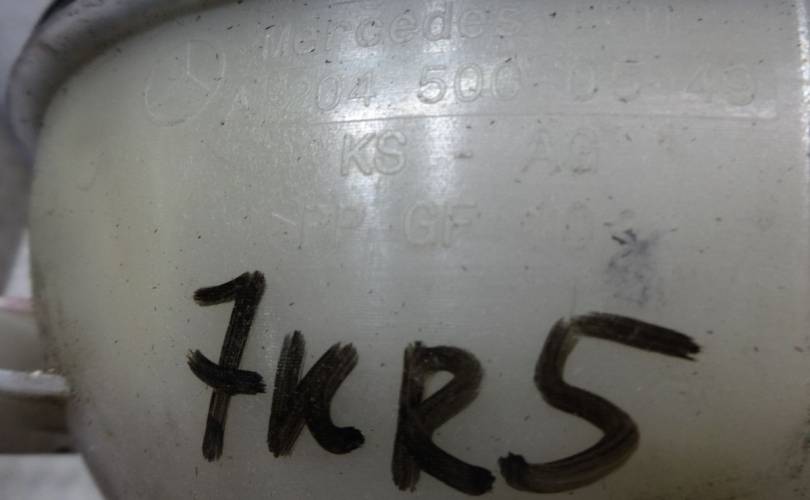 Mercedes
A 204 500 05 49
KS - AG
>PP GF
7KR5